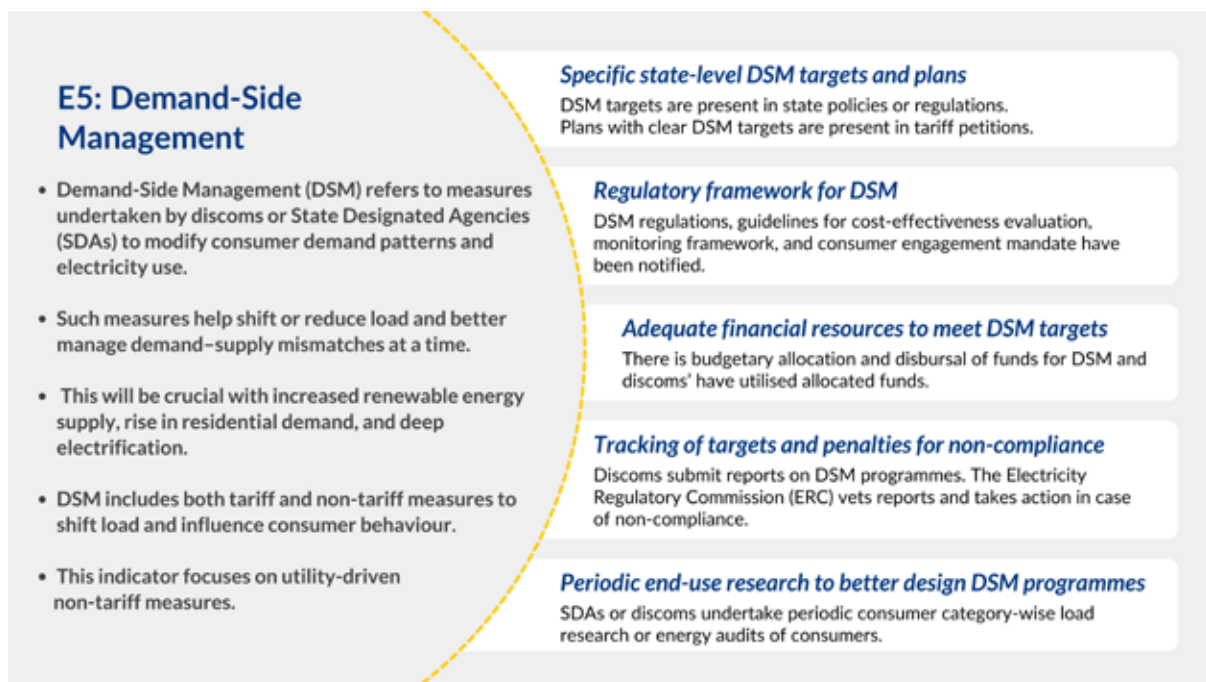 E5: Demand-Side
Management
• Demand-Side Management (DSM) refers to measures
undertaken by discoms or State Designated Agencies
(SDAs) to modify consumer demand patterns and
electricity use.
• Such measures help shift or reduce load and better
manage demand–supply mismatches at a time.
• This will be crucial with increased renewable energy
supply, rise in residential demand, and deep
electrification.
• DSM includes both tariff and non-tariff measures to
shift load and influence consumer behaviour.
• This indicator focuses on utility-driven
non-tariff measures.
Specific state-level DSM targets and plans
DSM targets are present in state policies or regulations.
Plans with clear DSM targets are present in tariff petitions.
Regulatory framework for DSM
DSM regulations, guidelines for cost-effectiveness evaluation,
monitoring framework, and consumer engagement mandate have
been notified.
Adequate financial resources to meet DSM targets
There is budgetary allocation and disbursal of funds for DSM and
discoms’ have utilised allocated funds.
Tracking of targets and penalties for non-compliance
Discoms submit reports on DSM programmes. The Electricity
Regulatory Commission (ERC) vets reports and takes action in case
of non-compliance.
Periodic end-use research to better design DSM programmes
SDAs or discoms undertake periodic consumer category-wise load
research or energy audits of consumers.